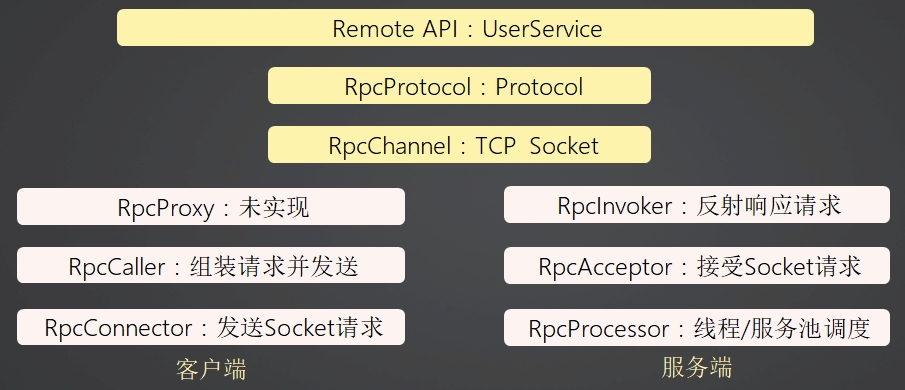 Remote API：UserService
RpcProtocol：Protocol
RpcChannel：TCP Socket
RpcProxy：未实现
RpcInvoker：反射响应请求
RpcCaller：组装请求并发送
RpcAcceptor：接受Socket请求
RpcConnector：发送Socket请求
RpcProcessor：线程/服务池调度
客户端
服务端